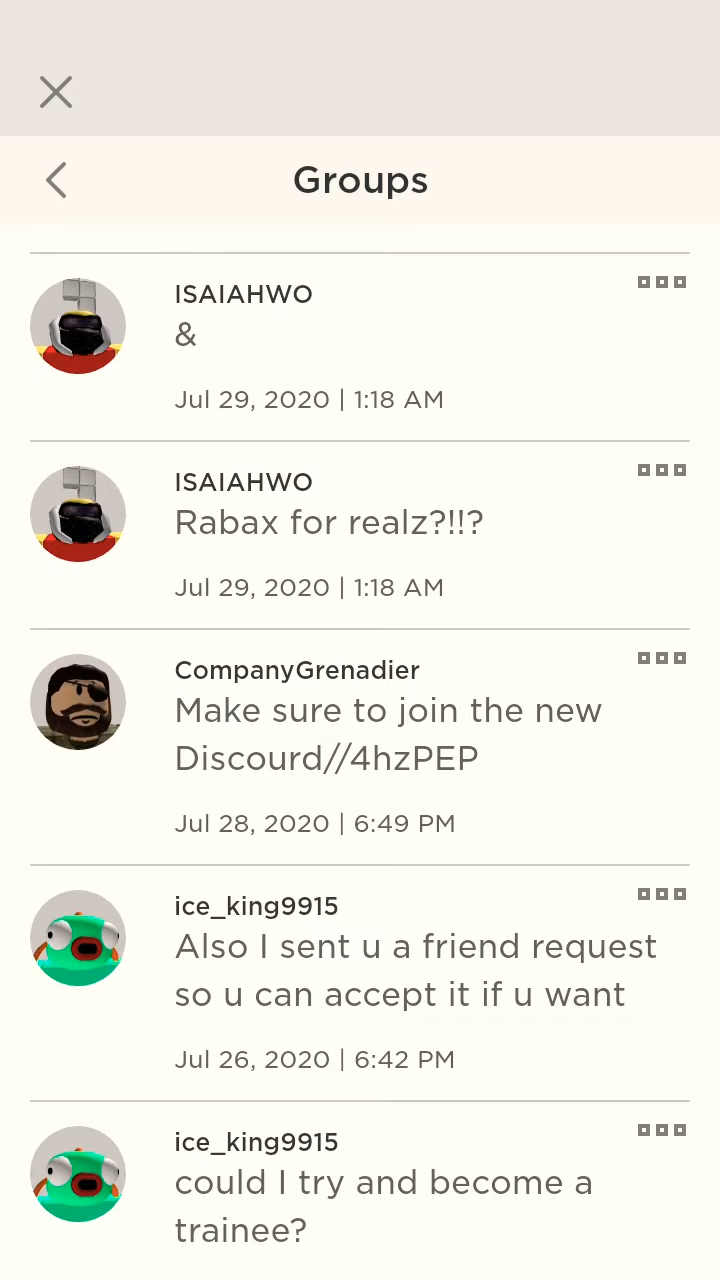 Groups
ISAIAHWO
&
Jul 29, 2020 | 1:18 AM
ISAIAHWO
Rabax for realz?!!?
Jul 29, 2020 | 1:18 AM
CompanyGrenadier
Make sure to join the new
Discourd//4hzPEP
Jul 28, 2020 | 6:49 PM
ice_king9915
Also I sent u a friend request
so u can accept it if u want
Jul 26, 2020 | 6:42 PM
ice_king9915
could I try and become a
trainee?